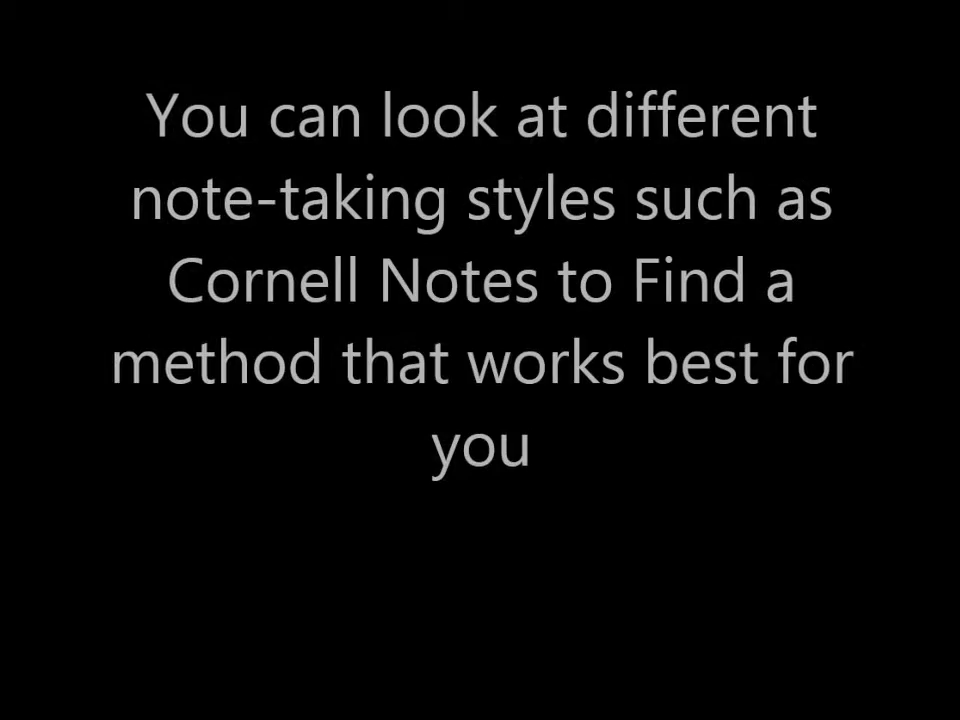 You can look at different
note-taking styles such as
Cornell Notes to Find a
method that works best for
you